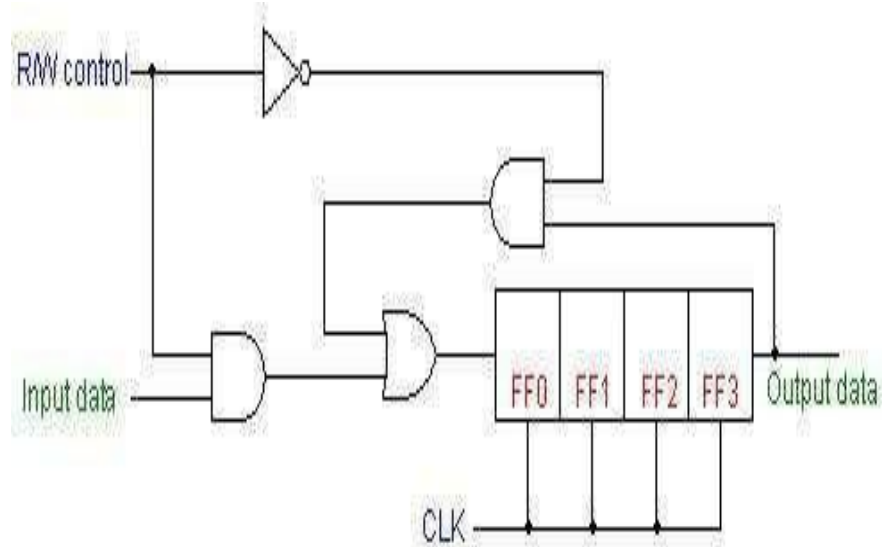 R/W control
Input data
FF0 FF1 FF2 FF3
Output data
CLK